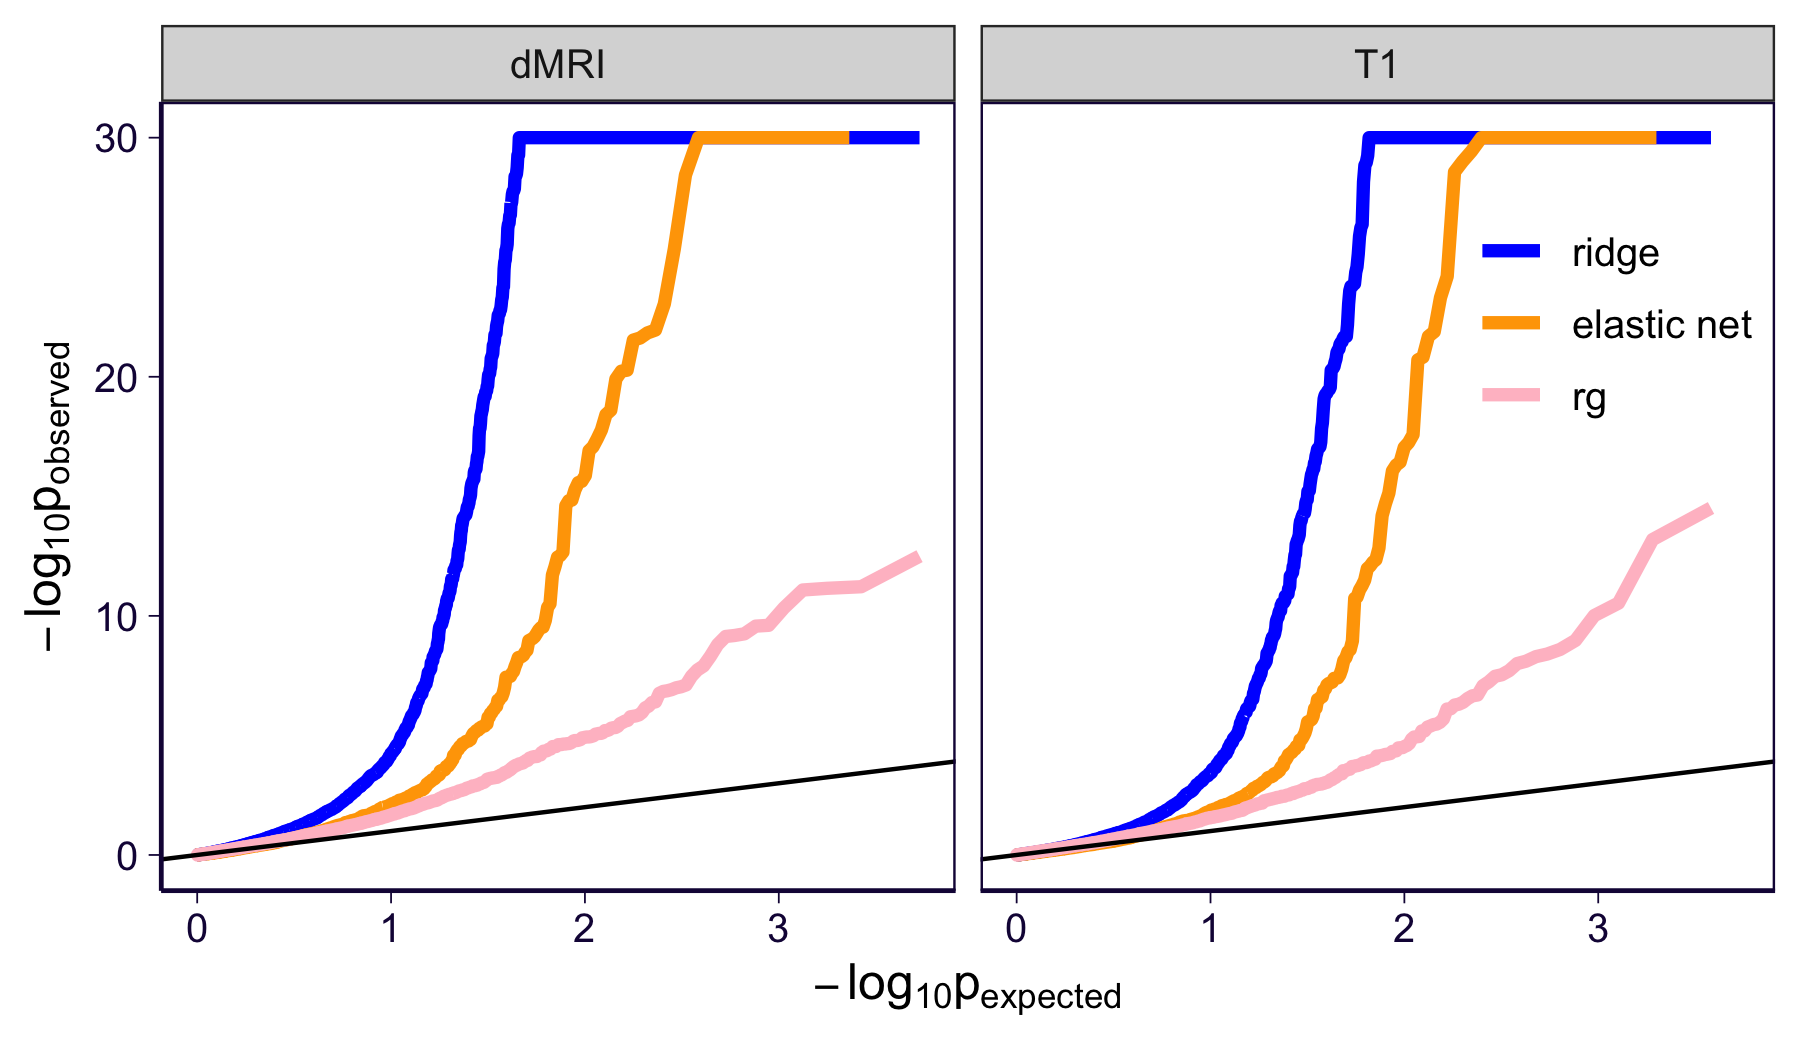 dMRI
T1
30
20
10
0
−log10pobserved
ridge
elastic net
rg
0 1 2 3
0 1 2 3
−log10pexpected